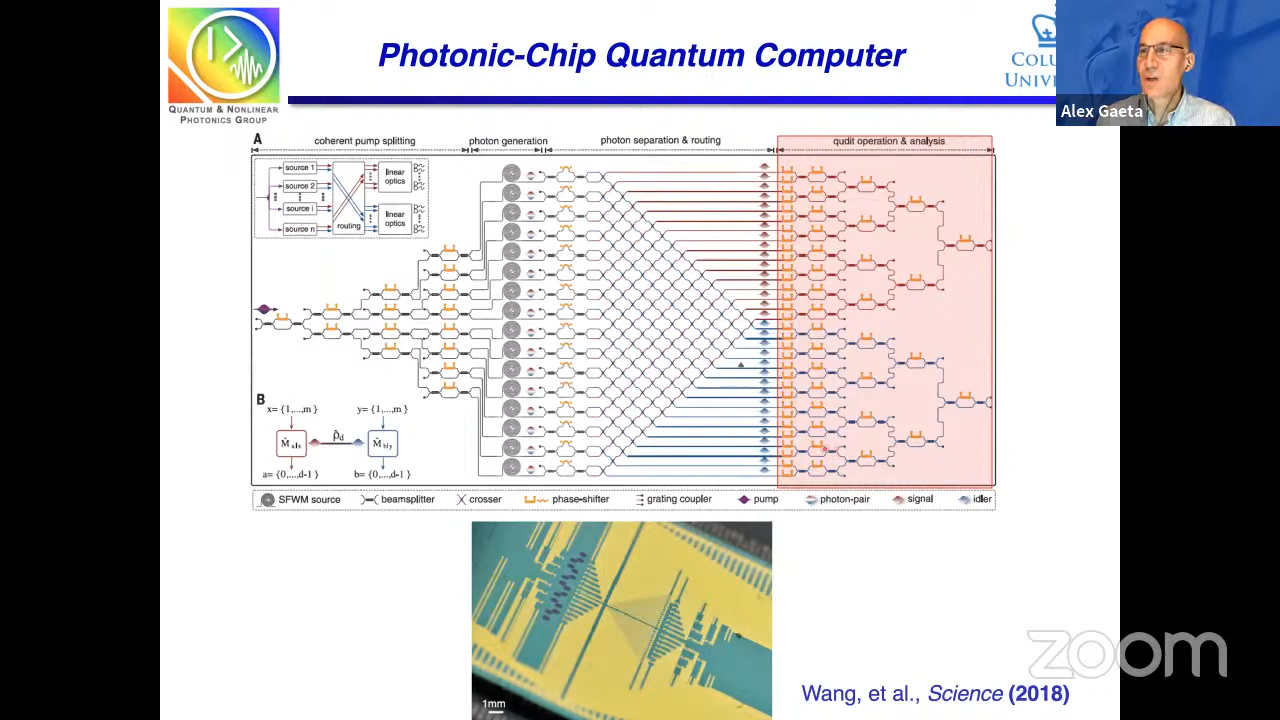 Photonic-Chip Quantum Computer
QUANTUM & NONLINEAR
PHOTONICS GROUP
COLU
UNIVE
Alex Gaeta
A
coherent pump splitting
photon generation
photon separation & routing
qudit operation & analysis
source 1
source 2
source i
source n
routing
linear
optics
linear
optics
B
x= {1,...,m }
y= {1,...,m }
M̂ a|x
ρ̂d
M̂ b|y
a= {0,...,d-1 }
b= {0,...,d-1 }
SFWM source
beamsplitter
crosser
phase-shifter
grating coupler
pump
photon-pair
signal
idler
1mm
zoom
Wang, et al., Science (2018)